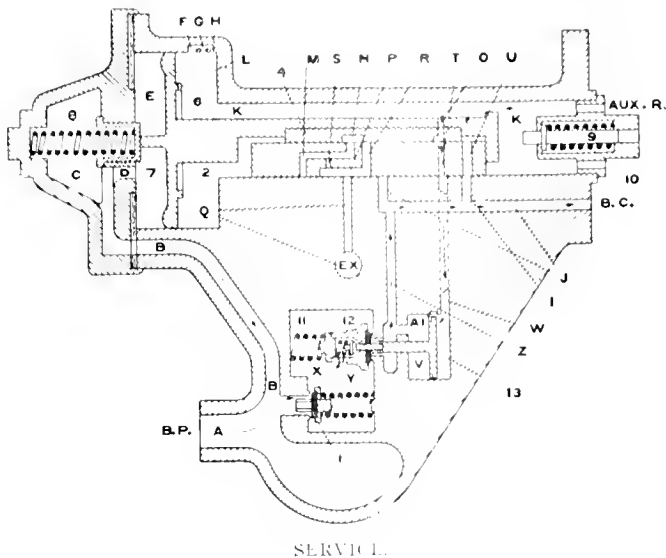 F G H
L
4 M S N P R T O U
E
6
K
K
AUX. R.
8
9
C
D
7
2
10
B.C.
Q
B
EX
J
I
11
12
A1
W
X
Y
V
Z
B
13
B.P. A
1
SERVICE.